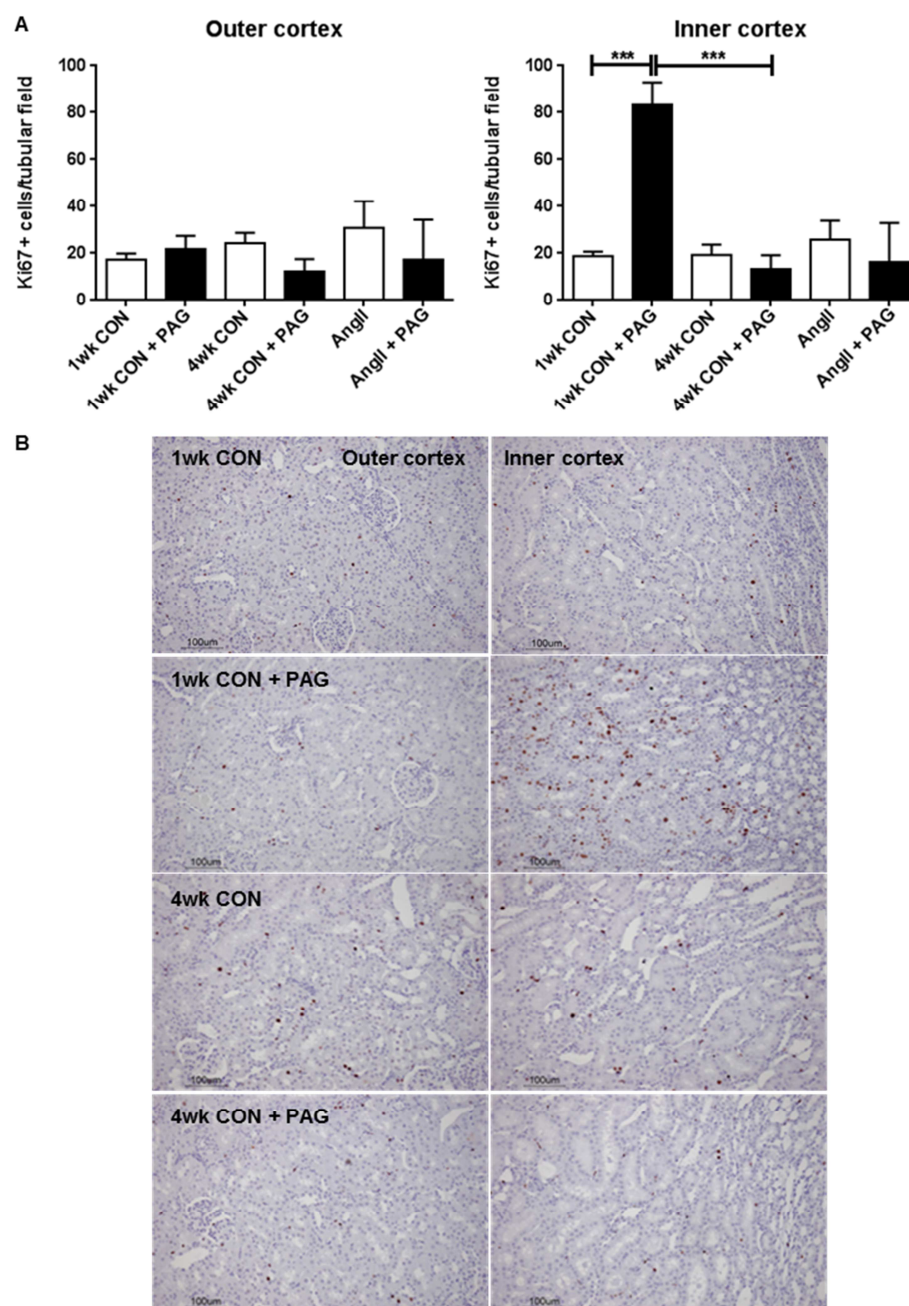 A
Outer cortex
Inner cortex
Ki67+ cells/tubular field
100
80
60
40
20
0
1wk CON
1wk CON + PAG
4wk CON
4wk CON + PAG
AngII
AngII + PAG
Ki67+ cells/tubular field
*** ***
100
80
60
40
20
0
1wk CON
1wk CON + PAG
4wk CON
4wk CON + PAG
AngII
AngII + PAG
B
1wk CON Outer cortex Inner cortex
100um 100um
1wk CON + PAG
100um 100um
4wk CON
100um 100um
4wk CON + PAG
100um 100um